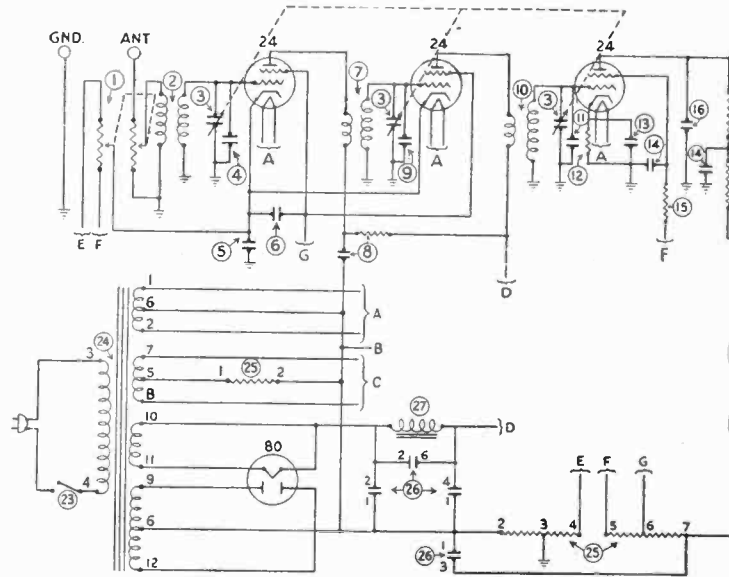 24 24 24
GND. ANT
1 2 3 7 3 10 3 16
11 13 14 14
4 A 9 A 12 A
15
5 6 G 8 F
E F
D
1
6 A
2
24 3 B
7
5 1 25 2 C
8
10 27 D
11 80 2 6
2 26 4 E F G
9 1 1
23 4
6 2 3 4 5 6 7
25
26 1
12 3